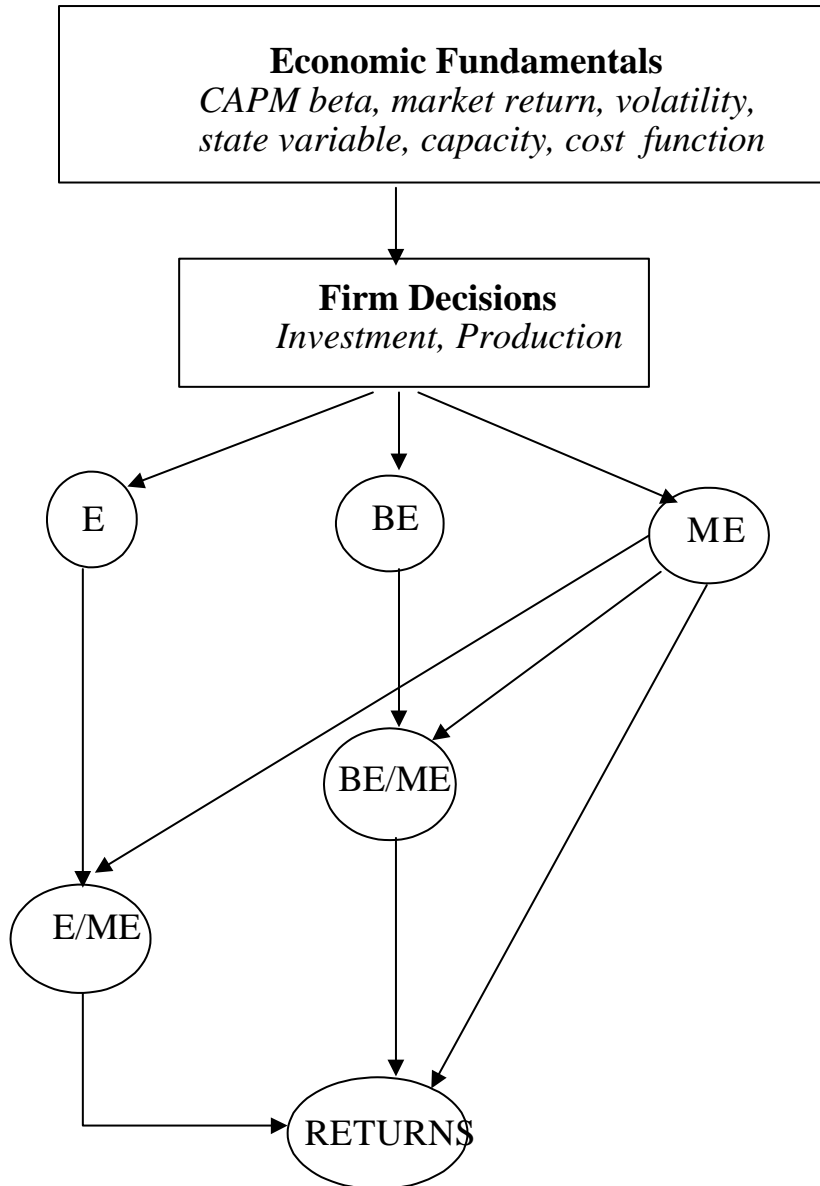 Economic Fundamentals
CAPM beta, market return, volatility,
state variable, capacity, cost function
Firm Decisions
Investment, Production
E
BE
ME
BE/ME
E/ME
RETURNS